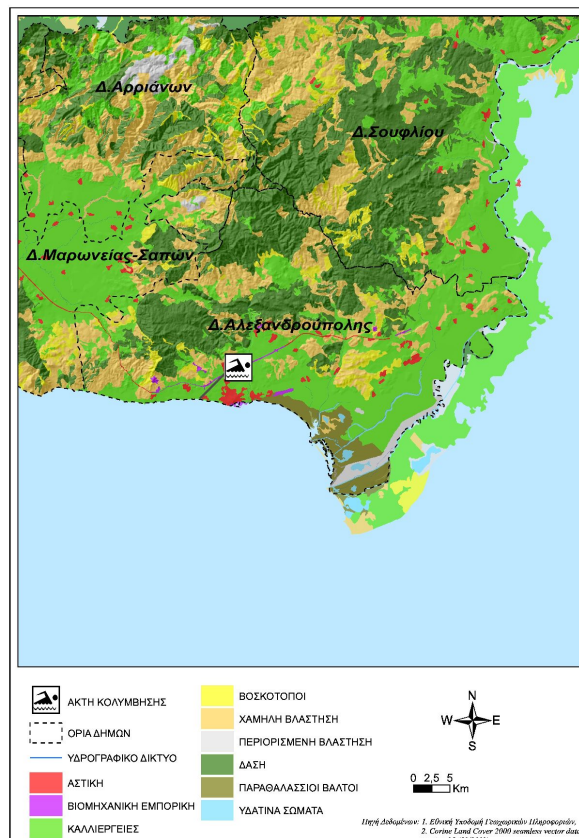 Δ.Αρριάνων
Δ.Σουφλίου
Δ.Μαρωνείας-Σαπών
Δ.Αλεξανδρούπολης
ΑΚΤΗ ΚΟΛΥΜΒΗΣΗΣ
ΟΡΙΑ ΔΗΜΩΝ
ΥΔΡΟΓΡΑΦΙΚΟ ΔΙΚΤΥΟ
ΑΣΤΙΚΗ
ΒΙΟΜΗΧΑΝΙΚΗ ΕΜΠΟΡΙΚΗ
ΚΑΛΛΙΕΡΓΕΙΕΣ
ΒΟΣΚΟΤΟΠΟΙ
ΧΑΜΗΛΗ ΒΛΑΣΤΗΣΗ
ΠΕΡΙΟΡΙΣΜΕΝΗ ΒΛΑΣΤΗΣΗ
ΔΑΣΗ
ΠΑΡΑΘΑΛΑΣΣΙΟΙ ΒΑΛΤΟΙ
ΥΔΑΤΙΝΑ ΣΩΜΑΤΑ
N
W E
S
0 2,5 5
Km
Πηγή Δεδομένων: 1. Εθνική Υποδομή Γεωχωρικών Πληροφοριών,
2. Corine Land Cover 2000 seamless vector data